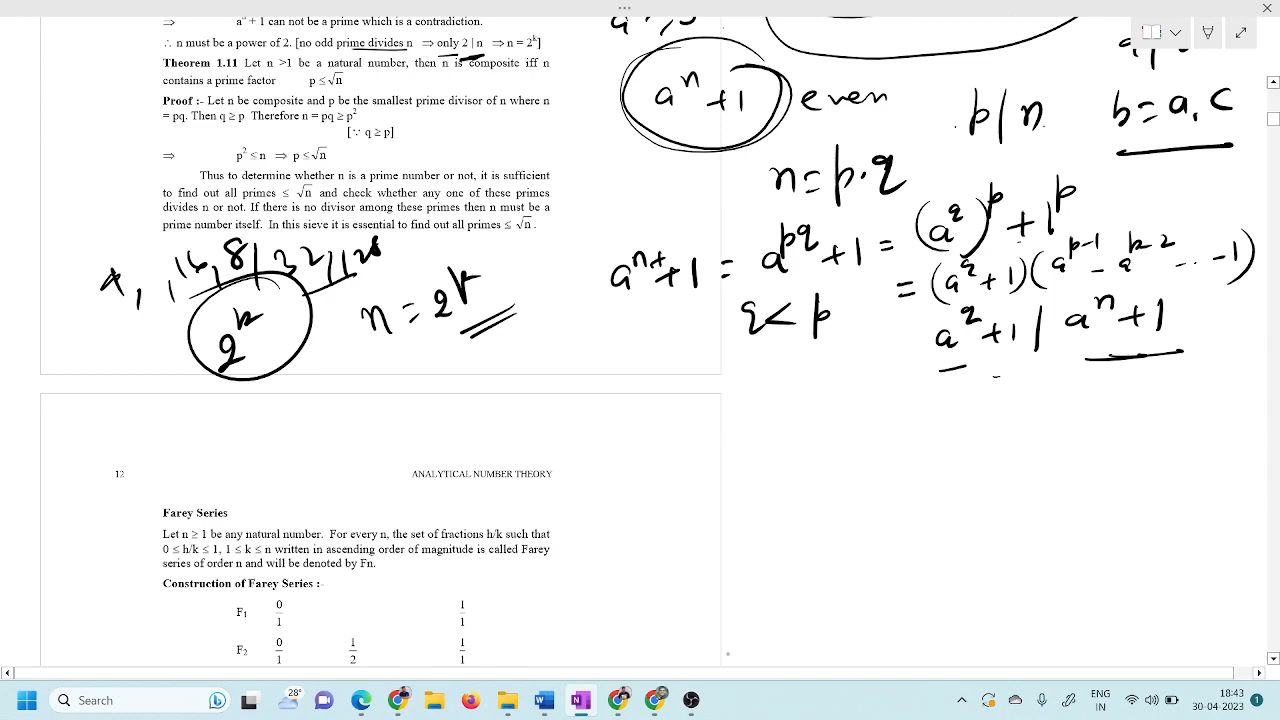 ⇒ aⁿ + 1 can not be a prime which is a contradiction.
∴ n must be a power of 2. [no odd prime divides n ⇒ only 2 | n ⇒ n = 2ᵏ]
Theorem 1.11 Let n >1 be a natural number, then n is composite iff n
contains a prime factor p ≤ √n
Proof :- Let n be composite and p be the smallest prime divisor of n where n
= pq. Then q ≥ p Therefore n = pq ≥ p²
[∵ q ≥ p]
⇒ p² ≤ n ⇒ p ≤ √n
Thus to determine whether n is a prime number or not, it is sufficient
to find out all primes ≤ √n and check whether any one of these primes
divides n or not. If there is no divisor among these primes then n must be a
prime number itself. In this sieve it is essential to find out all primes ≤ √n .
16, 8, 32, 128
2ᵏ
n = 2ᵏ
aⁿ+1 even
p | n
b = a, c
n = p.q
aⁿ⁺+1 = a^pq +1 = (a^q)^p + 1^p
= (a^q+1)(a^p-1 - a^p-2 ... -1)
q < p
a^q+1 | aⁿ+1
12 ANALYTICAL NUMBER THEORY
Farey Series
Let n ≥ 1 be any natural number. For every n, the set of fractions h/k such that
0 ≤ h/k ≤ 1, 1 ≤ k ≤ n written in ascending order of magnitude is called Farey
series of order n and will be denoted by Fn.
Construction of Farey Series :-
F₁ 0/1 1/1
F₂ 0/1 1/2 1/1
Search
28°
ENG
IN
18:43
30-04-2023
1